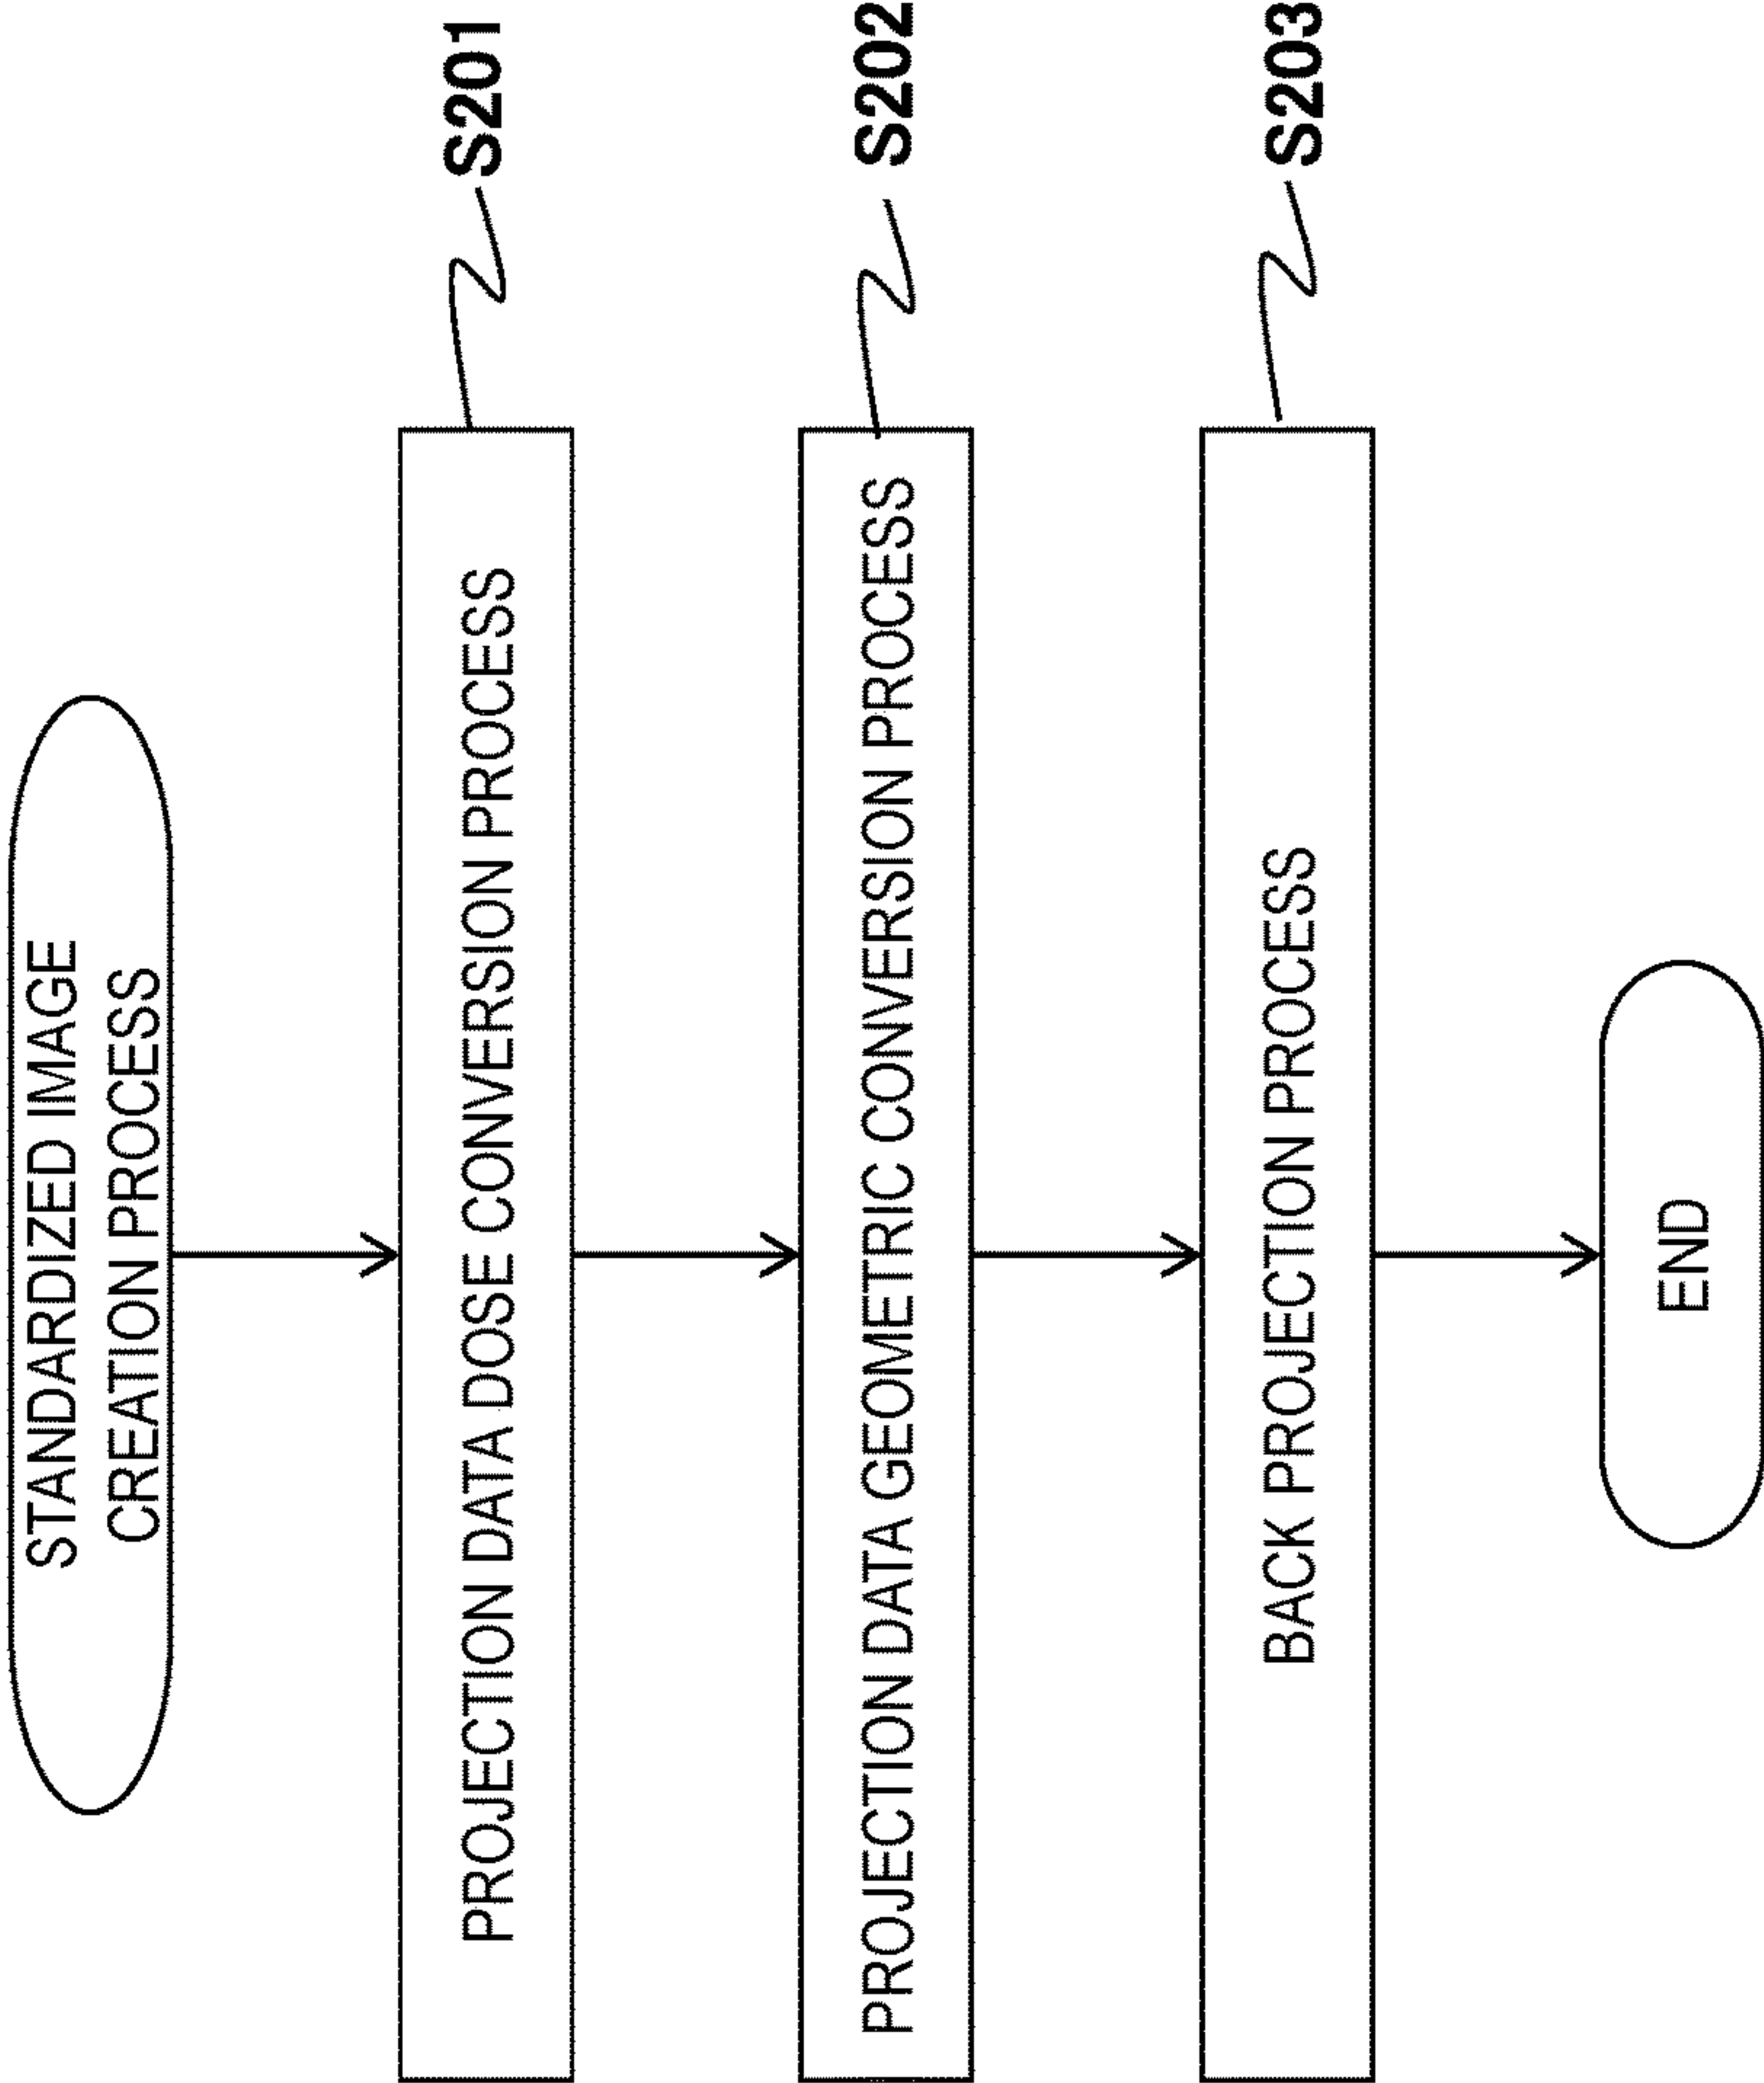 STANDARDIZED IMAGE
CREATION PROCESS
PROJECTION DATA DOSE CONVERSION PROCESS
S201
PROJECTION DATA GEOMETRIC CONVERSION PROCESS
S202
BACK PROJECTION PROCESS
S203
END